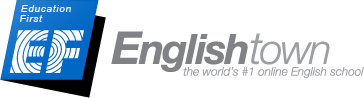 Education
First
EF
Englishtown
the world's #1 online English school